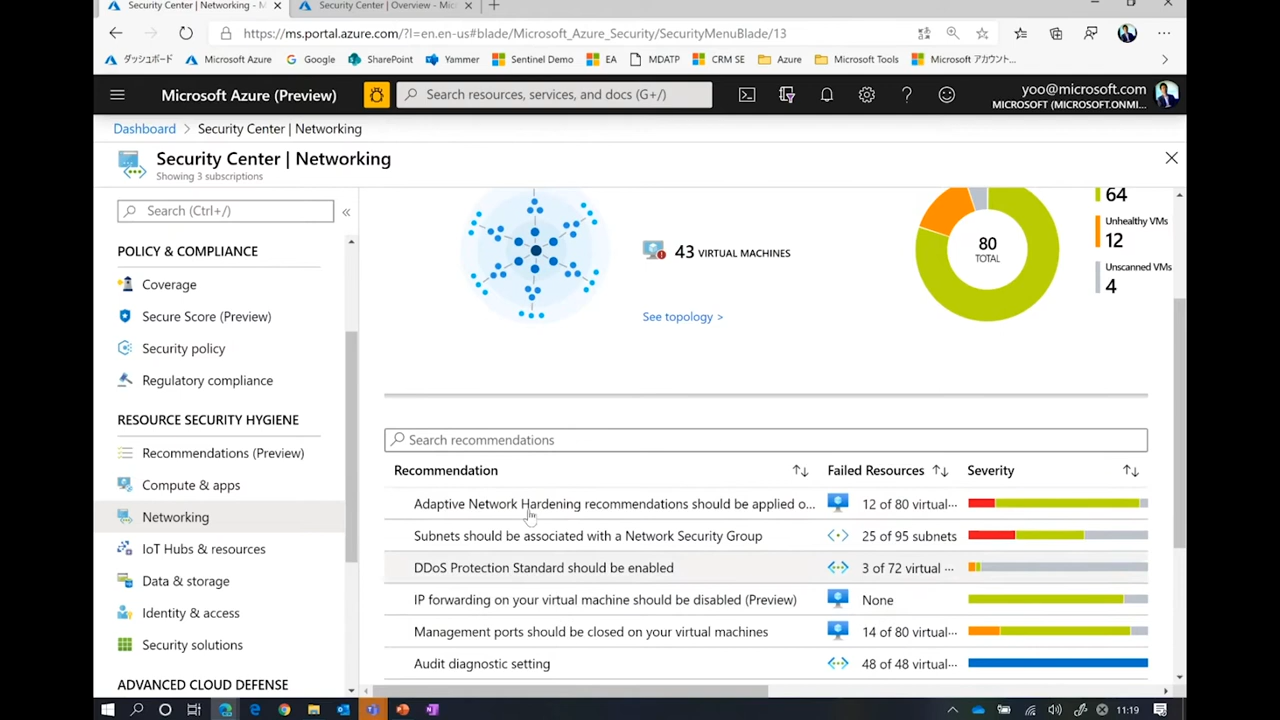 Security Center | Networking - M
Security Center | Overview - Micr
https://ms.portal.azure.com/?l=en.en-us#blade/Microsoft_Azure_Security/SecurityMenuBlade/13
ダッシュボード
Microsoft Azure
Google
SharePoint
Yammer
Sentinel Demo
EA
MDATP
CRM SE
Azure
Microsoft Tools
Microsoft アカウント...
Microsoft Azure (Preview)
Search resources, services, and docs (G+/)
yoo@microsoft.com
MICROSOFT (MICROSOFT.ONMI...
Dashboard > Security Center | Networking
Security Center | Networking
Showing 3 subscriptions
Search (Ctrl+/)
POLICY & COMPLIANCE
Coverage
Secure Score (Preview)
Security policy
Regulatory compliance
RESOURCE SECURITY HYGIENE
Recommendations (Preview)
Compute & apps
Networking
IoT Hubs & resources
Data & storage
Identity & access
Security solutions
ADVANCED CLOUD DEFENSE
43 VIRTUAL MACHINES
See topology >
80
TOTAL
64
Unhealthy VMs
12
Unscanned VMs
4
Search recommendations
Recommendation Failed Resources Severity
Adaptive Network Hardening recommendations should be applied o... 12 of 80 virtual...
Subnets should be associated with a Network Security Group 25 of 95 subnets
DDoS Protection Standard should be enabled 3 of 72 virtual ...
IP forwarding on your virtual machine should be disabled (Preview) None
Management ports should be closed on your virtual machines 14 of 80 virtual...
Audit diagnostic setting 48 of 48 virtual...
11:19